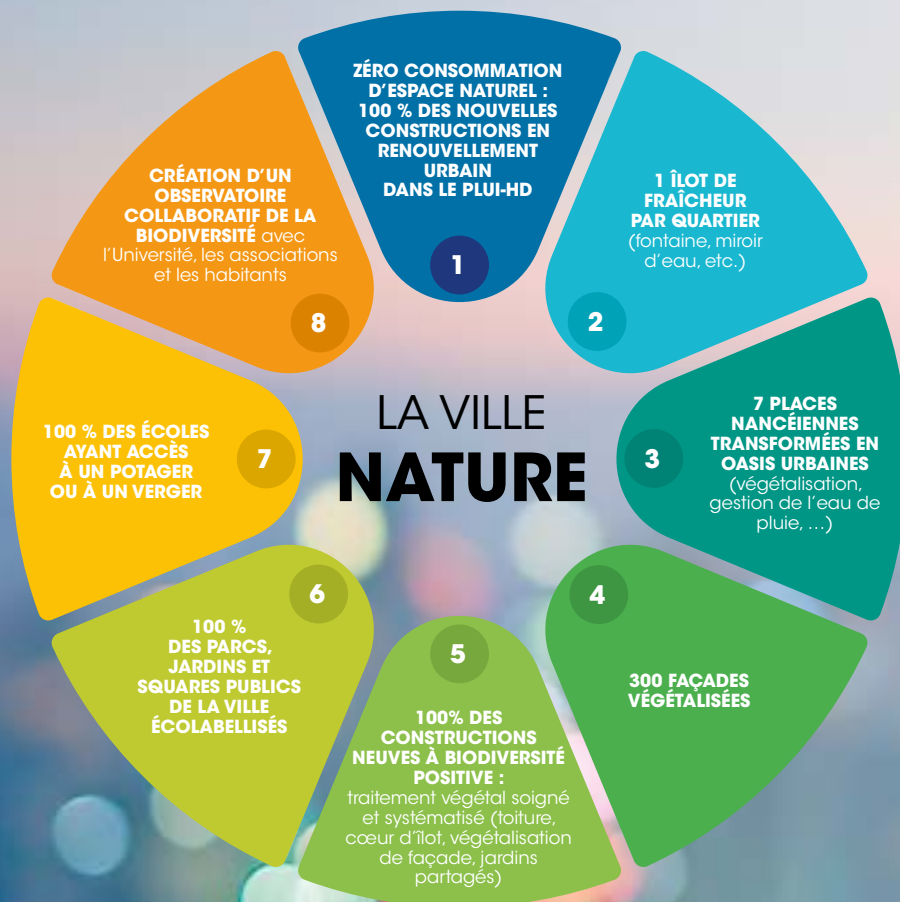 ZÉRO CONSOMMATION
D'ESPACE NATUREL :
100 % DES NOUVELLES
CONSTRUCTIONS EN
RENOUVELLEMENT
URBAIN
DANS LE PLUI-HD
1
1 ÎLOT DE
FRAÎCHEUR
PAR QUARTIER
(fontaine, miroir
d'eau, etc.)
2
7 PLACES
NANCÉIENNES
TRANSFORMÉES EN
OASIS URBAINES
(végétalisation,
gestion de l'eau de
pluie, ...)
3
300 FAÇADES
VÉGÉTALISÉES
4
100% DES
CONSTRUCTIONS
NEUVES À BIODIVERSITÉ
POSITIVE :
traitement végétal soigné
et systématisé (toiture,
cœur d'îlot, végétalisation
de façade, jardins
partagés)
5
100 %
DES PARCS,
JARDINS ET
SQUARES PUBLICS
DE LA VILLE
ÉCOLABELLISÉS
6
100 % DES ÉCOLES
AYANT ACCÈS
À UN POTAGER
OU À UN VERGER
7
CRÉATION D'UN
OBSERVATOIRE
COLLABORATIF DE LA
BIODIVERSITÉ avec
l'Université, les associations
et les habitants
8
LA VILLE
NATURE